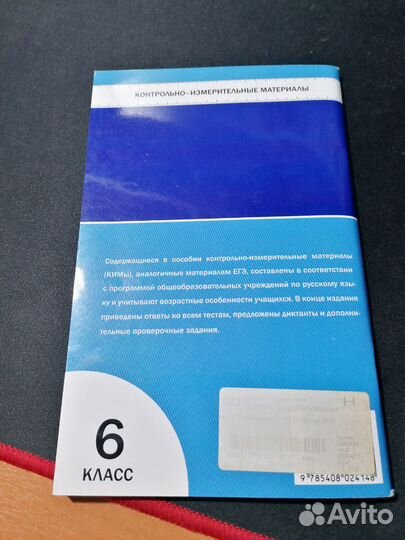 КОНТРОЛЬНО-ИЗМЕРИТЕЛЬНЫЕ МАТЕРИАЛЫ
Содержащиеся в пособии контрольно-измерительные материалы
(КИМы), аналогичные материалам ЕГЭ, составлены в соответствии
с программой общеобразовательных учреждений по русскому язы-
ку и учитывают возрастные особенности учащихся. В конце издания
приведены ответы ко всем тестам, предложены диктанты и дополни-
тельные проверочные задания.
6
КЛАСС
9 785408 024148
Avito